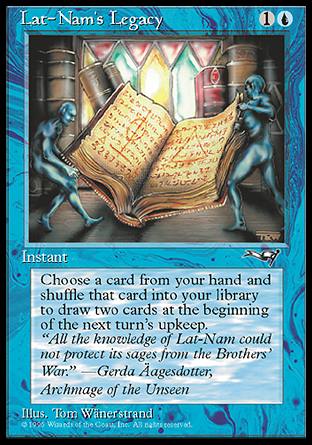 Lat-Nam's Legacy 1
TKW
Instant
Choose a card from your hand and
shuffle that card into your library
to draw two cards at the beginning
of the next turn's upkeep.
"All the knowledge of Lat-Nam could
not protect its sages from the Brothers'
War." —Gerda Äagesdotter,
Archmage of the Unseen
Illus. Tom Wänerstrand
© 1996 Wizards of the Coast, Inc. All rights reserved.